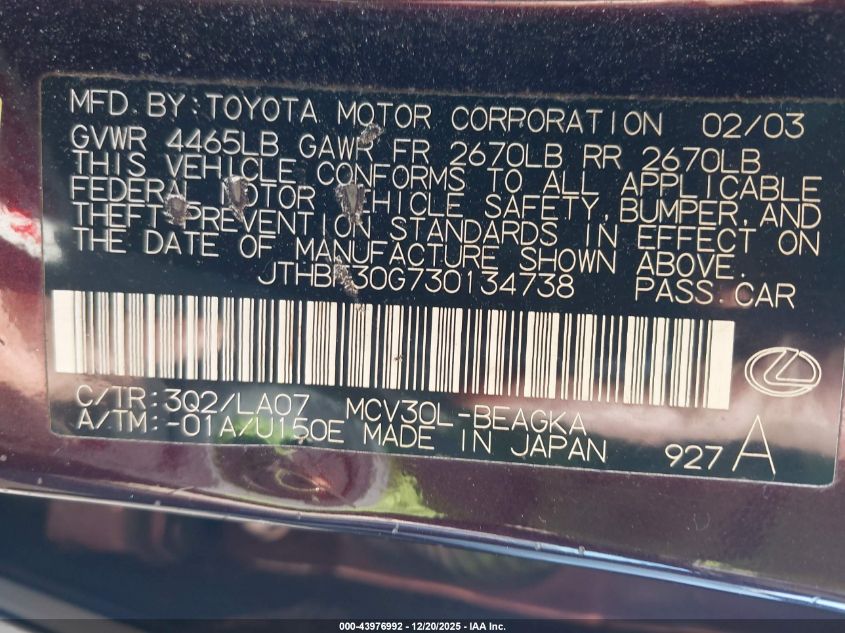 MFD. BY: TOYOTA MOTOR CORPORATION 02/03
GVWR 4465LB GAWR FR 2670LB RR 2670LB
THIS VEHICLE CONFORMS TO ALL APPLICABLE
FEDERAL MOTOR VEHICLE SAFETY, BUMPER, AND
THEFT PREVENTION STANDARDS IN EFFECT ON
THE DATE OF MANUFACTURE SHOWN ABOVE.
PASS. CAR
C/TR: 3Q2/LA07 MCV30L-BEAGKA
A/TM: -01A/U150E MADE IN JAPAN
927 A
000-43976992 - 12/20/2025 - IAA Inc.